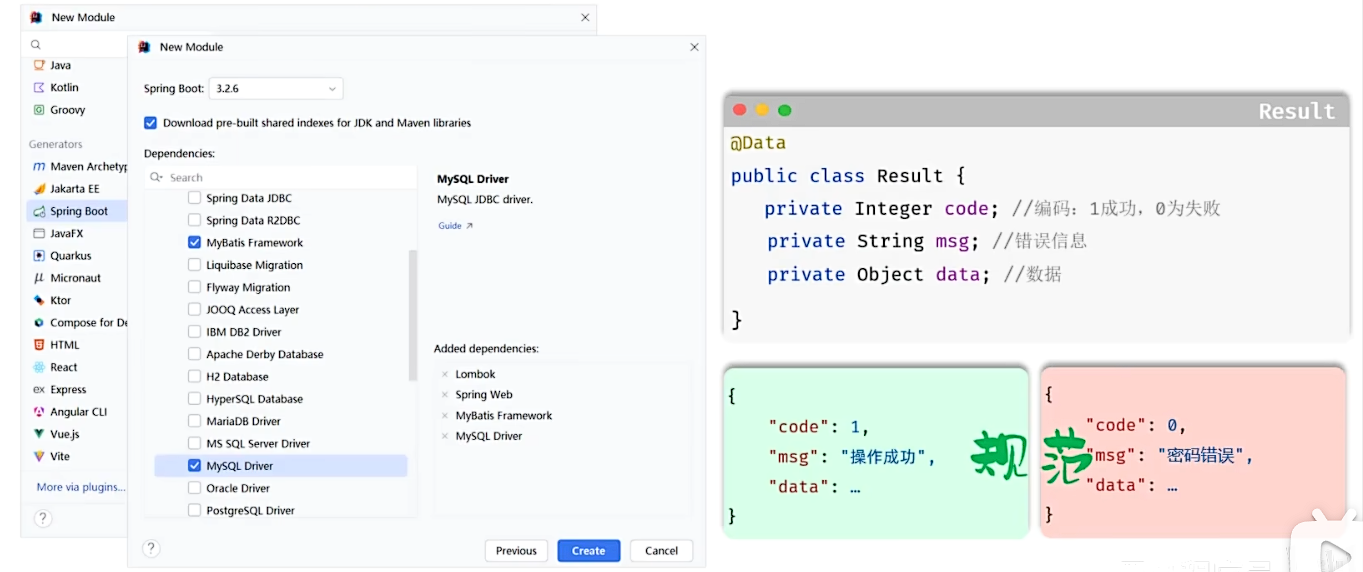 New Module
Java
Kotlin
Groovy
Generators
Maven Archetyp
Jakarta EE
Spring Boot
JavaFX
Quarkus
Micronaut
Ktor
Compose for De
HTML
React
ex Express
Angular CLI
Vue.js
Vite
More via plugins...
?
New Module
Spring Boot: 3.2.6
Download pre-built shared indexes for JDK and Maven libraries
Dependencies:
Search
Spring Data JDBC
Spring Data R2DBC
MyBatis Framework
Liquibase Migration
Flyway Migration
JOOQ Access Layer
IBM DB2 Driver
Apache Derby Database
H2 Database
HyperSQL Database
MariaDB Driver
MS SQL Server Driver
MySQL Driver
Oracle Driver
PostgreSQL Driver
MySQL Driver
MySQL JDBC driver.
Guide ↗
Added dependencies:
× Lombok
× Spring Web
× MyBatis Framework
× MySQL Driver
?
Previous
Create
Cancel
Result
@Data
public class Result {
private Integer code; //编码：1成功，0为失败
private String msg; //错误信息
private Object data; //数据
}
{
"code": 1,
"msg": "操作成功",
"data": …
}
规范
{
"code": 0,
"msg": "密码错误",
"data": …
}